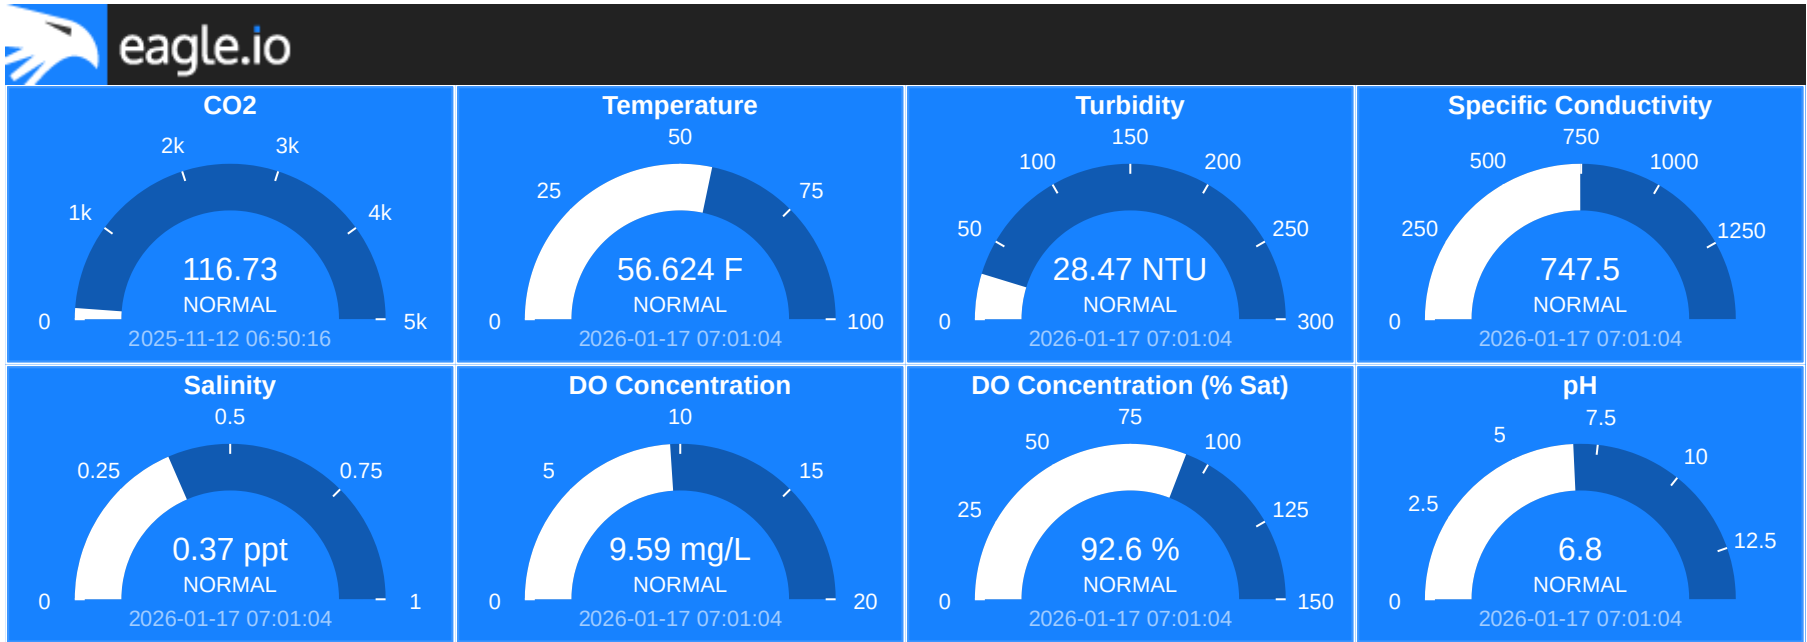 eagle.io
CO2
0
1k
2k
3k
4k
5k
116.73
NORMAL
2025-11-12 06:50:16
Temperature
0
25
50
75
100
56.624 F
NORMAL
2026-01-17 07:01:04
Turbidity
0
50
100
150
200
250
300
28.47 NTU
NORMAL
2026-01-17 07:01:04
Specific Conductivity
0
250
500
750
1000
1250
747.5
NORMAL
2026-01-17 07:01:04
Salinity
0
0.25
0.5
0.75
1
0.37 ppt
NORMAL
2026-01-17 07:01:04
DO Concentration
0
5
10
15
20
9.59 mg/L
NORMAL
2026-01-17 07:01:04
DO Concentration (% Sat)
0
25
50
75
100
125
150
92.6 %
NORMAL
2026-01-17 07:01:04
pH
0
2.5
5
7.5
10
12.5
6.8
NORMAL
2026-01-17 07:01:04